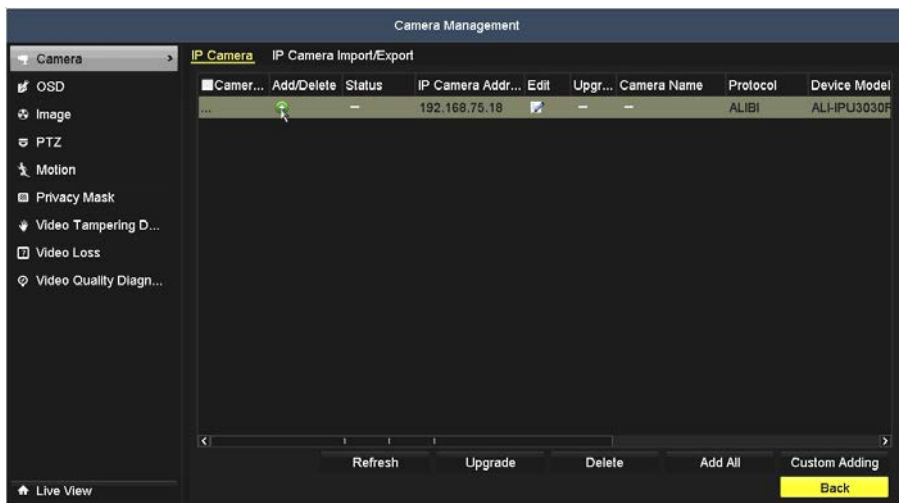 Camera Management
Camera
OSD
Image
PTZ
Motion
Privacy Mask
Video Tampering D...
Video Loss
Video Quality Diagn...
Live View
IP Camera IP Camera Import/Export
Camer... Add/Delete Status IP Camera Addr... Edit Upgr... Camera Name Protocol Device Model
... – 192.168.75.18 – – ALIBI ALI-IPU3030R
Refresh Upgrade Delete Add All Custom Adding
Back